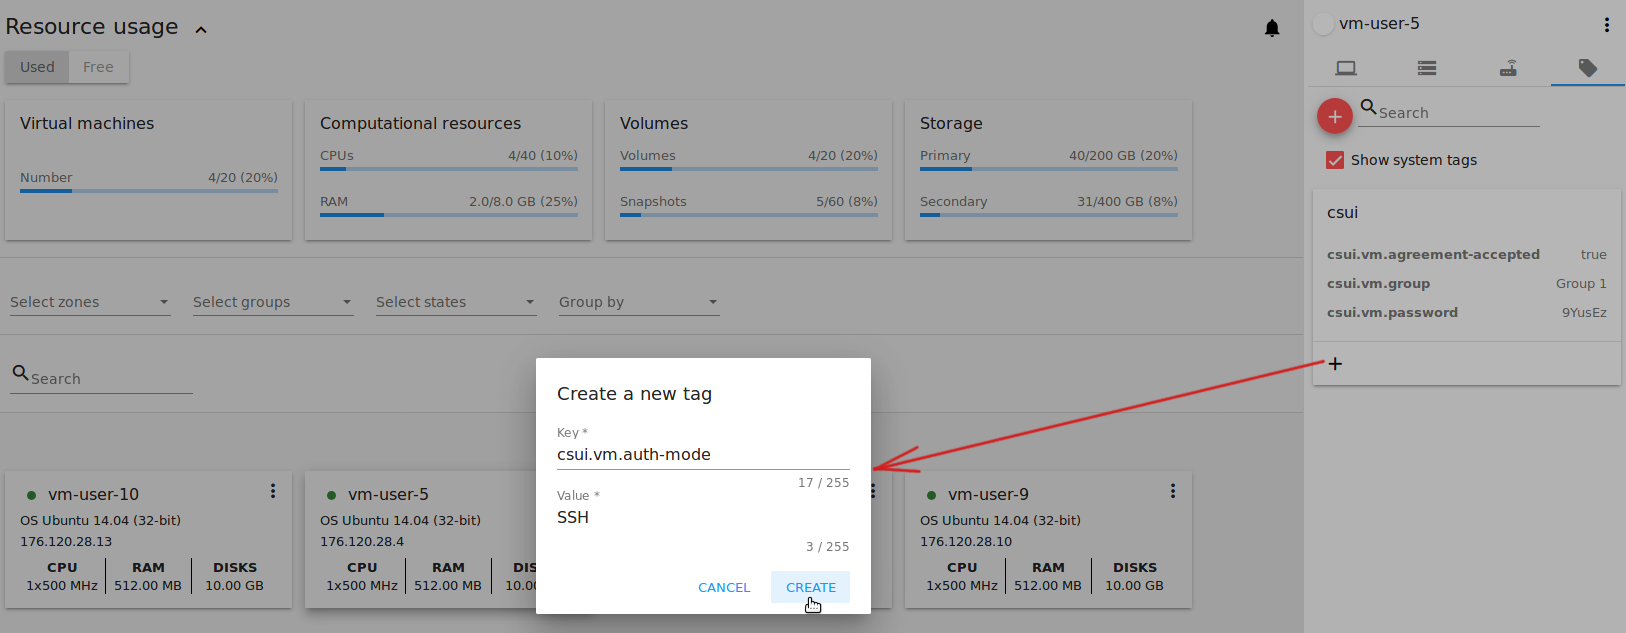 Resource usage
Used Free
Virtual machines
Number 4/20 (20%)
Computational resources
CPUs 4/40 (10%)
RAM 2.0/8.0 GB (25%)
Volumes
Volumes 4/20 (20%)
Snapshots 5/60 (8%)
Storage
Primary 40/200 GB (20%)
Secondary 31/400 GB (8%)
Select zones Select groups Select states Group by
Search
vm-user-10
OS Ubuntu 14.04 (32-bit)
176.120.28.13
CPU RAM DISKS
1x500 MHz 512.00 MB 10.00 GB
vm-user-5
OS Ubuntu 14.04 (32-bit)
176.120.28.4
CPU RAM DIS
1x500 MHz 512.00 MB 10.0
vm-user-9
OS Ubuntu 14.04 (32-bit)
176.120.28.10
CPU RAM DISKS
1x500 MHz 512.00 MB 10.00 GB
Create a new tag
Key *
csui.vm.auth-mode
17 / 255
Value *
SSH
3 / 255
CANCEL CREATE
vm-user-5
Search
Show system tags
csui
csui.vm.agreement-accepted true
csui.vm.group Group 1
csui.vm.password 9YusEz